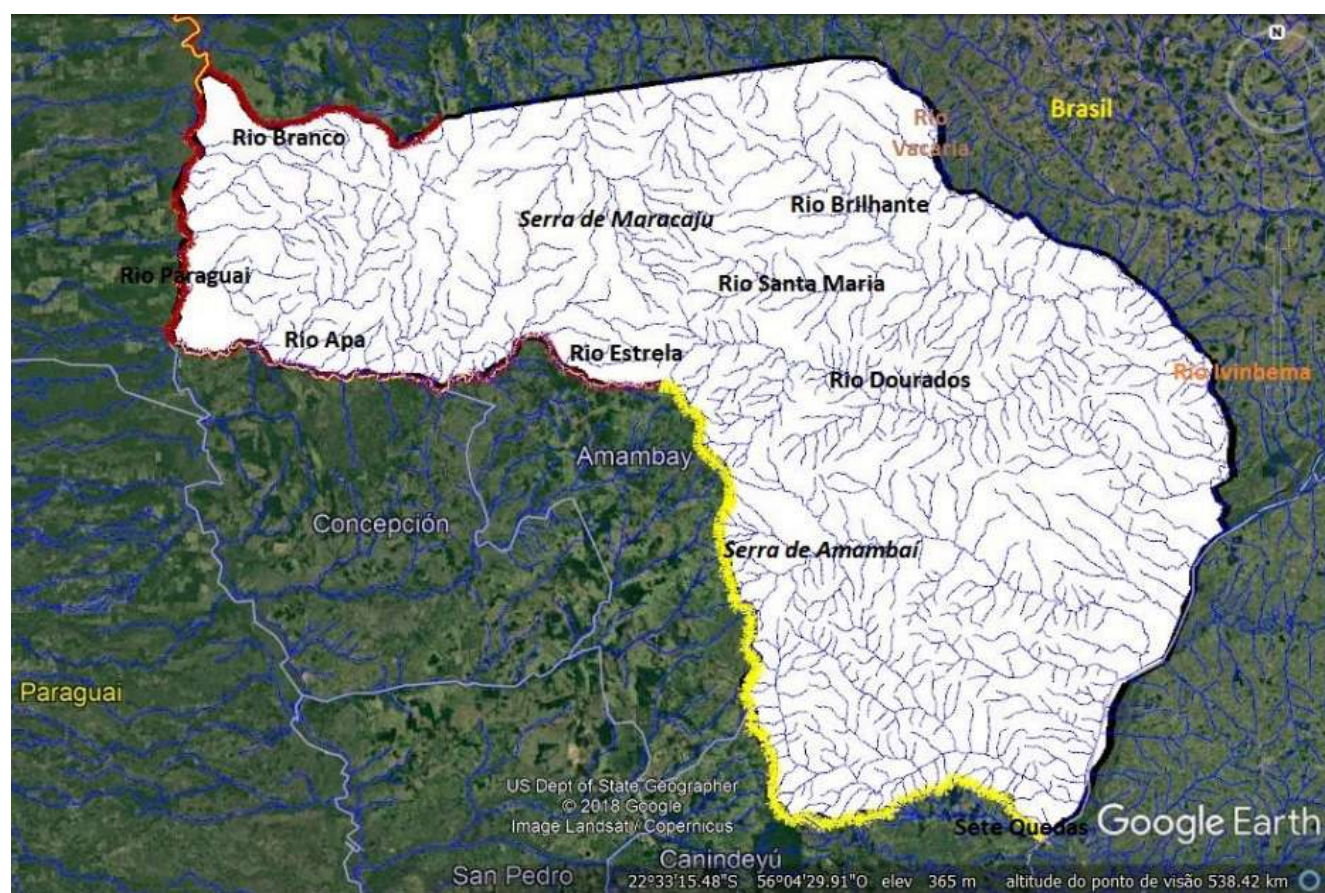 N
Brasil
Rio
Vacaria
Rio Branco
Rio Brilhante
Serra de Maracaju
Rio Paraguai
Rio Santa Maria
Rio Apa
Rio Estrela
Rio Dourados
Rio Ivinhema
Amambay
Concepción
Serra de Amambaí
Paraguai
US Dept of State Geographer
© 2018 Google
Image Landsat / Copernicus
Sete Quedas
Google Earth
Canindeyú
San Pedro
22°33'15.48"S 56°04'29.91"O elev 365 m altitude do ponto de visão 538.42 km